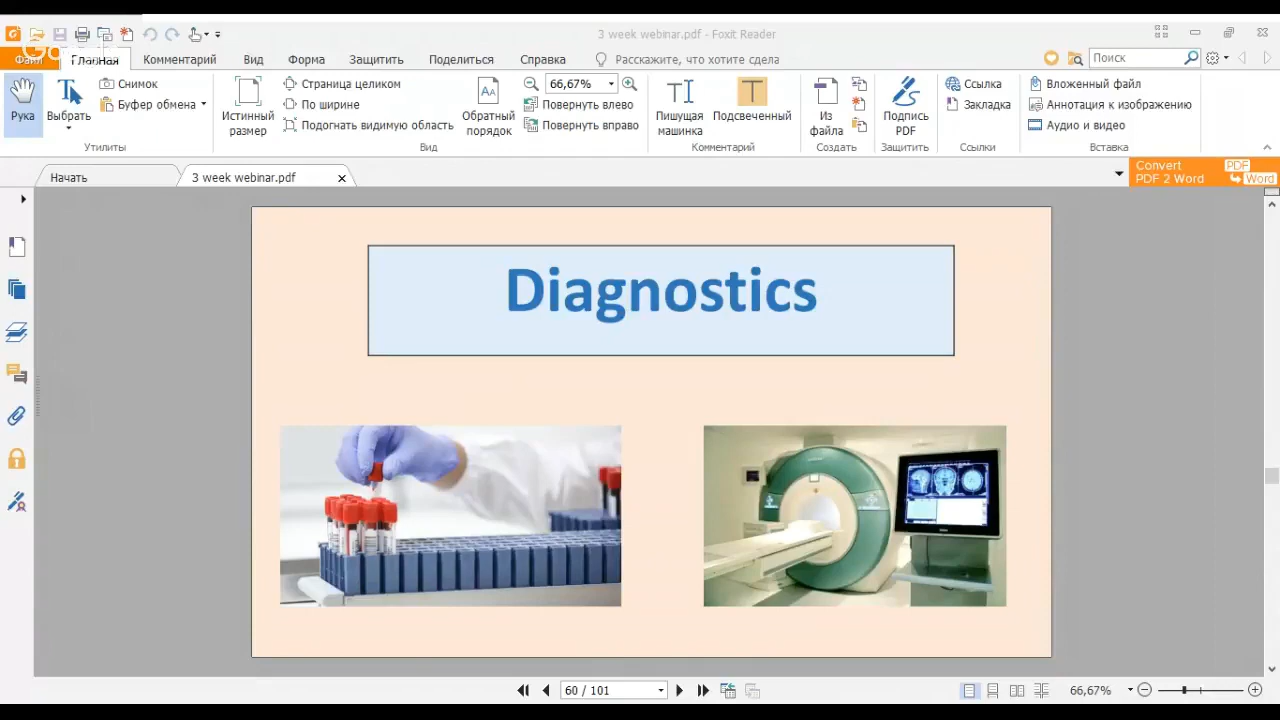 3 week webinar.pdf - Foxit Reader
Файл Главная Комментарий Вид Форма Защитить Поделиться Справка Расскажите, что хотите сдела Поиск
Рука
Выбрать
Снимок
Буфер обмена
Утилиты
Истинный
размер
Страница целиком
По ширине
Подогнать видимую область
Обратный
порядок
66,67%
Повернуть влево
Повернуть вправо
Вид
Пишущая
машинка
Подсвеченный
Комментарий
Из
файла
Создать
Подпись
PDF
Защитить
Ссылка
Закладка
Ссылки
Вложенный файл
Аннотация к изображению
Аудио и видео
Вставка
Начать
3 week webinar.pdf
Convert PDF
PDF 2 Word Word
Diagnostics
60 / 101
66,67%